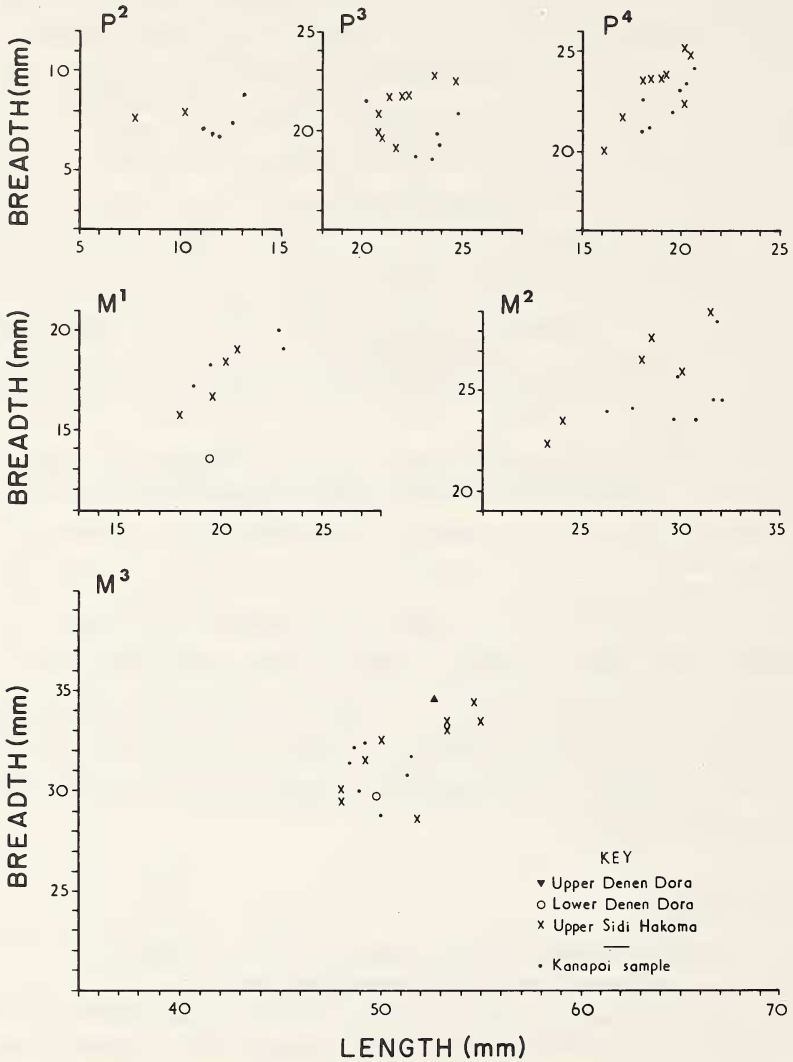 P² P³ P⁴
BREADTH (mm)
10
5
5 10 15
25
20
20 25
25
20
15 20 25
M¹ M²
BREADTH (mm)
20
15
15 20 25
25
20
25 30 35
M³
BREADTH (mm)
35
30
25
40 50 60 70
LENGTH (mm)
KEY
▼ Upper Denen Dora
○ Lower Denen Dora
x Upper Sidi Hakoma
• Kanapoi sample